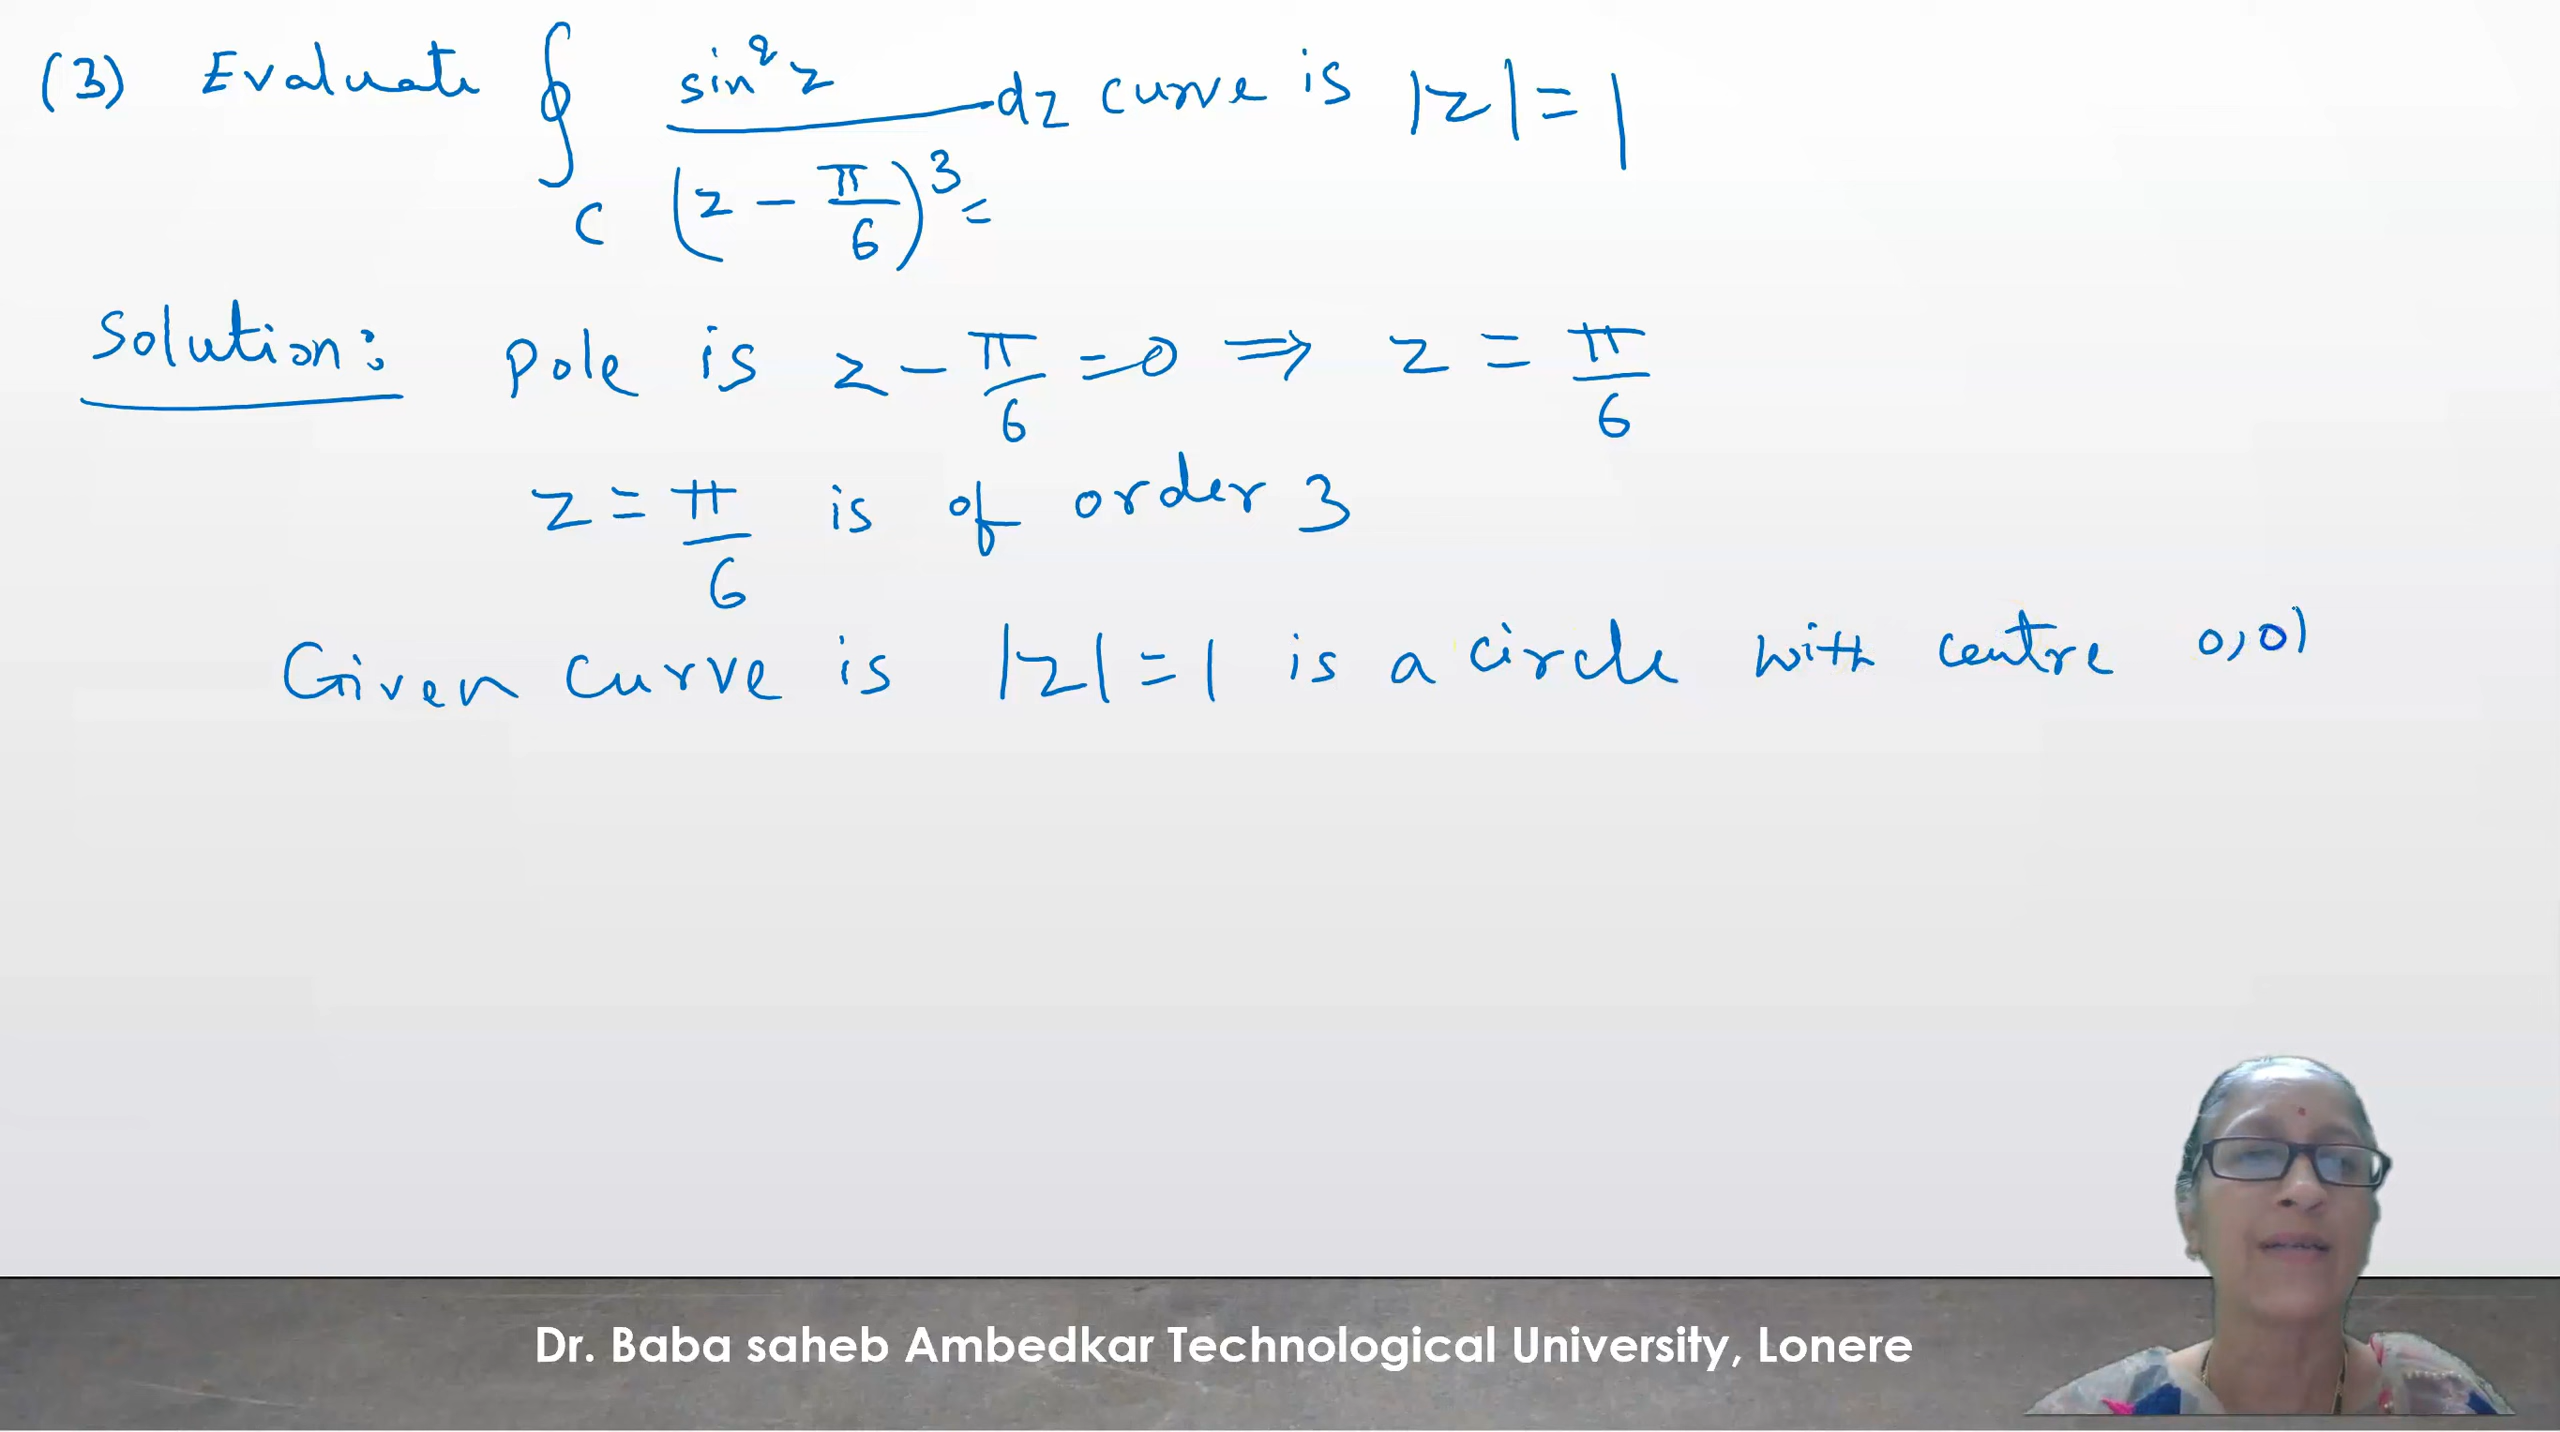 (3) Evaluate ∮_C sin²z / (z − π/6)³ = dz curve is |z| = 1
Solution: Pole is z − π/6 = 0 ⇒ z = π/6
z = π/6 is of order 3
Given curve is |z| = 1 is a circle with centre 0,0)
Dr. Baba saheb Ambedkar Technological University, Lonere